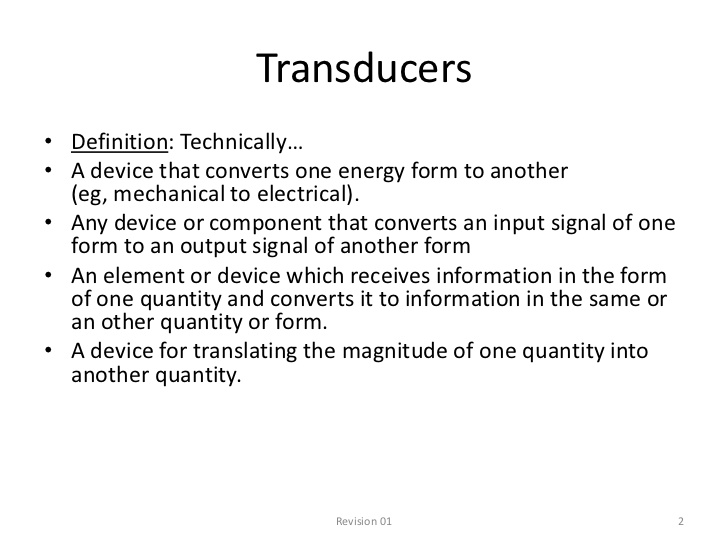 Transducers
• Definition: Technically…
• A device that converts one energy form to another
(eg, mechanical to electrical).
• Any device or component that converts an input signal of one
form to an output signal of another form
• An element or device which receives information in the form
of one quantity and converts it to information in the same or
an other quantity or form.
• A device for translating the magnitude of one quantity into
another quantity.
Revision 01
2